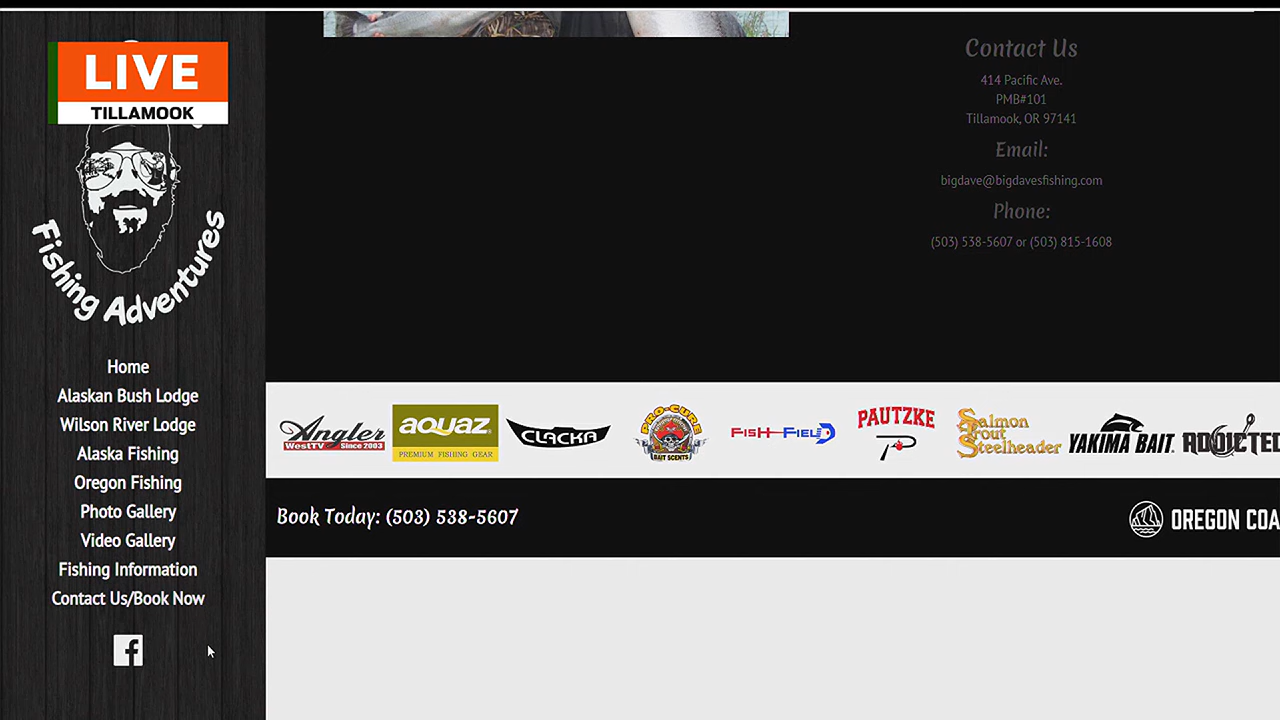 LIVE
TILLAMOOK
Fishing Adventures
Home
Alaskan Bush Lodge
Wilson River Lodge
Alaska Fishing
Oregon Fishing
Photo Gallery
Video Gallery
Fishing Information
Contact Us/Book Now
Contact Us
414 Pacific Ave.
PMB#101
Tillamook, OR 97141
Email:
bigdave@bigdavesfishing.com
Phone:
(503) 538-5607 or (503) 815-1608
Angler
WestTV Since 2003
aquaz
PREMIUM FISHING GEAR
CLACKA
PRO-CURE
BAIT SCENTS
FISH FIELD
PAUTZKE
Salmon
Trout
Steelheader
YAKIMA BAIT.
ADDICTED
Book Today: (503) 538-5607
OREGON COA